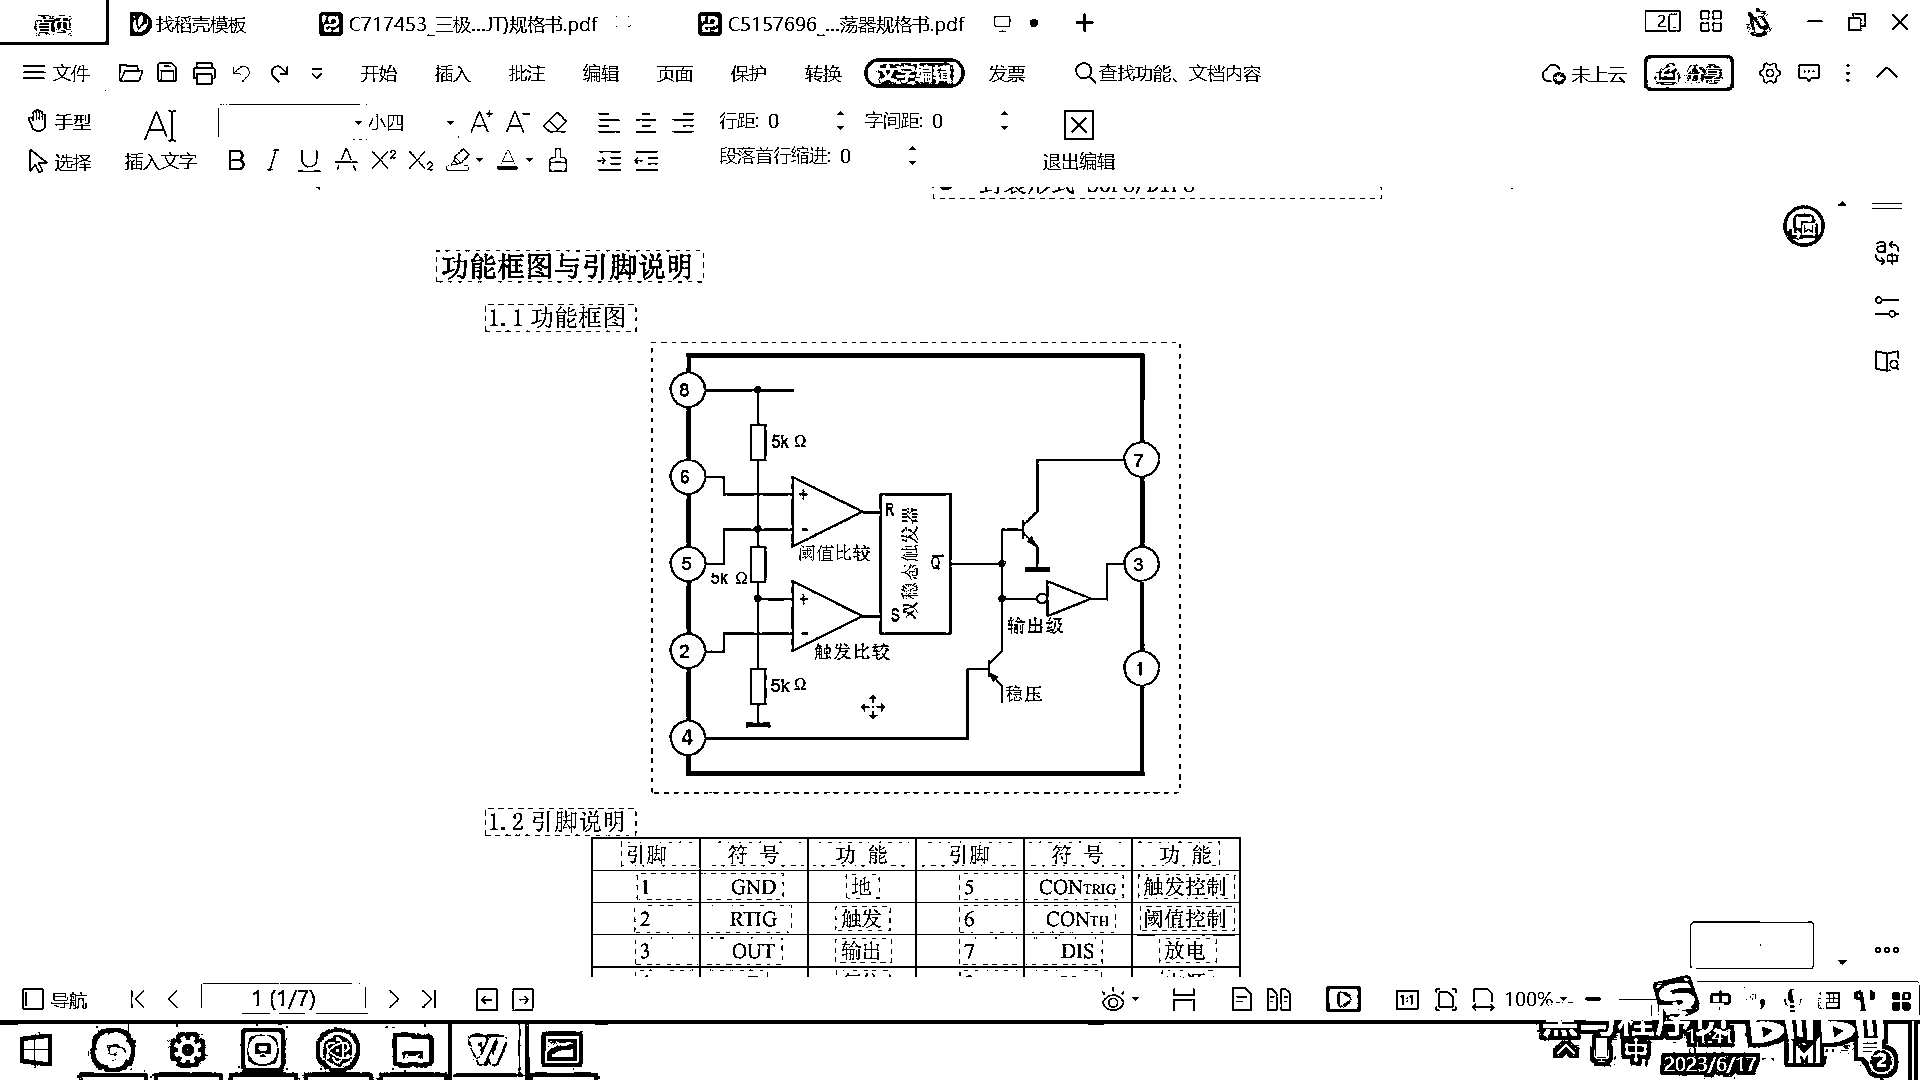 首页 找稻壳模板 C717453_三极...JT)规格书.pdf C5157696_...荡器规格书.pdf
文件 开始 插入 批注 编辑 页面 保护 转换 文字编辑 发票 查找功能、文档内容 未上云 分享
手型 小四 行距: 0 字间距: 0
选择 插入文字 B I U A X² X₂ A 段落首行缩进: 0 退出编辑
功能框图与引脚说明
1.1 功能框图
8
5k Ω
6 7
+ R
-
阈值比较 双稳态触发器
5 5k Ω Q̅ 3
+ S
-
2 触发比较 输出级
1
5k Ω 稳压
4
1.2 引脚说明
引脚 符 号 功 能 引脚 符 号 功 能
1 GND 地 5 CONTRIG 触发控制
2 RTIG 触发 6 CONTH 阈值控制
3 OUT 输出 7 DIS 放电
导航 1 (1/7) 1:1 100% 中
中 2023/6/17 2